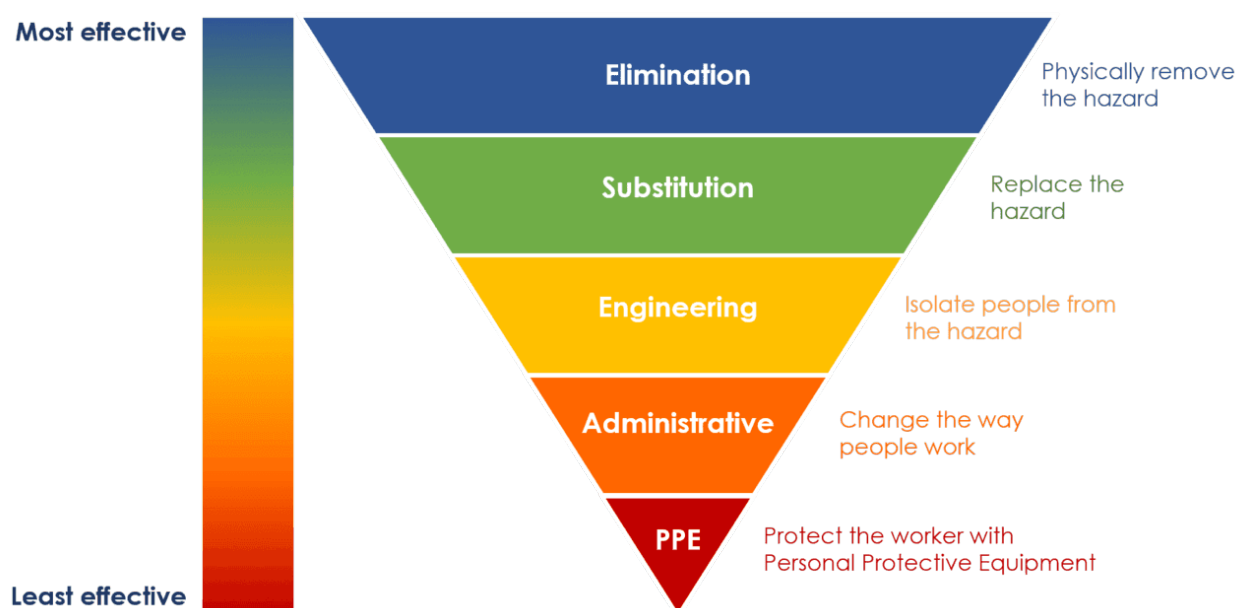 Most effective
Elimination
Physically remove
the hazard
Substitution
Replace the
hazard
Engineering
Isolate people from
the hazard
Administrative
Change the way
people work
PPE
Protect the worker with
Personal Protective Equipment
Least effective